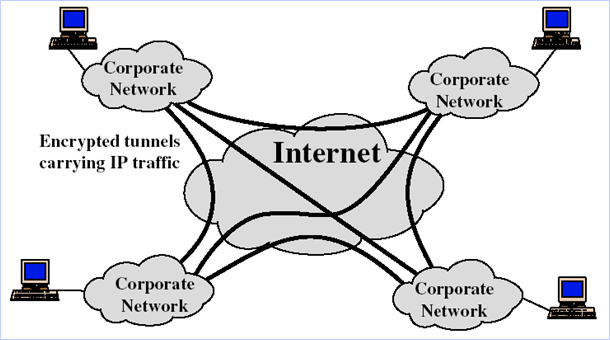 Corporate
Network
Corporate
Network
Encrypted tunnels
carrying IP traffic
Internet
Corporate
Network
Corporate
Network